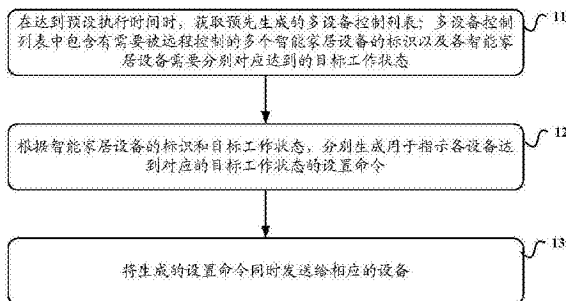 在达到预设执行时间时，获取预先生成的多设备控制列表；多设备控制
列表中包含有需要被远程控制的多个智能家居设备的标识以及各智能家
居设备需要分别对应达到的目标工作状态
11
根据智能家居设备的标识和目标工作状态，分别生成用于指示各设备达
到对应的目标工作状态的设置命令
12
将生成的设置命令同时发送给相应的设备
13